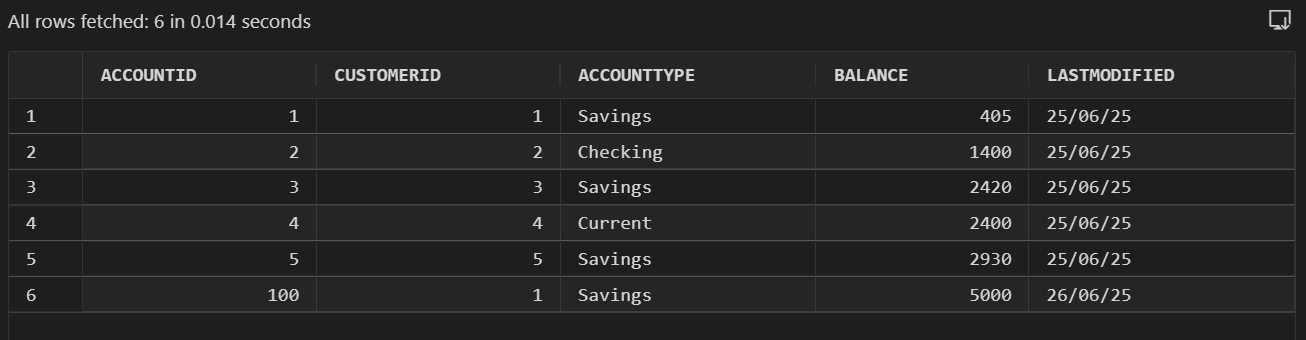 All rows fetched: 6 in 0.014 seconds
ACCOUNTID CUSTOMERID ACCOUNTTYPE BALANCE LASTMODIFIED
1 1 1 Savings 405 25/06/25
2 2 2 Checking 1400 25/06/25
3 3 3 Savings 2420 25/06/25
4 4 4 Current 2400 25/06/25
5 5 5 Savings 2930 25/06/25
6 100 1 Savings 5000 26/06/25